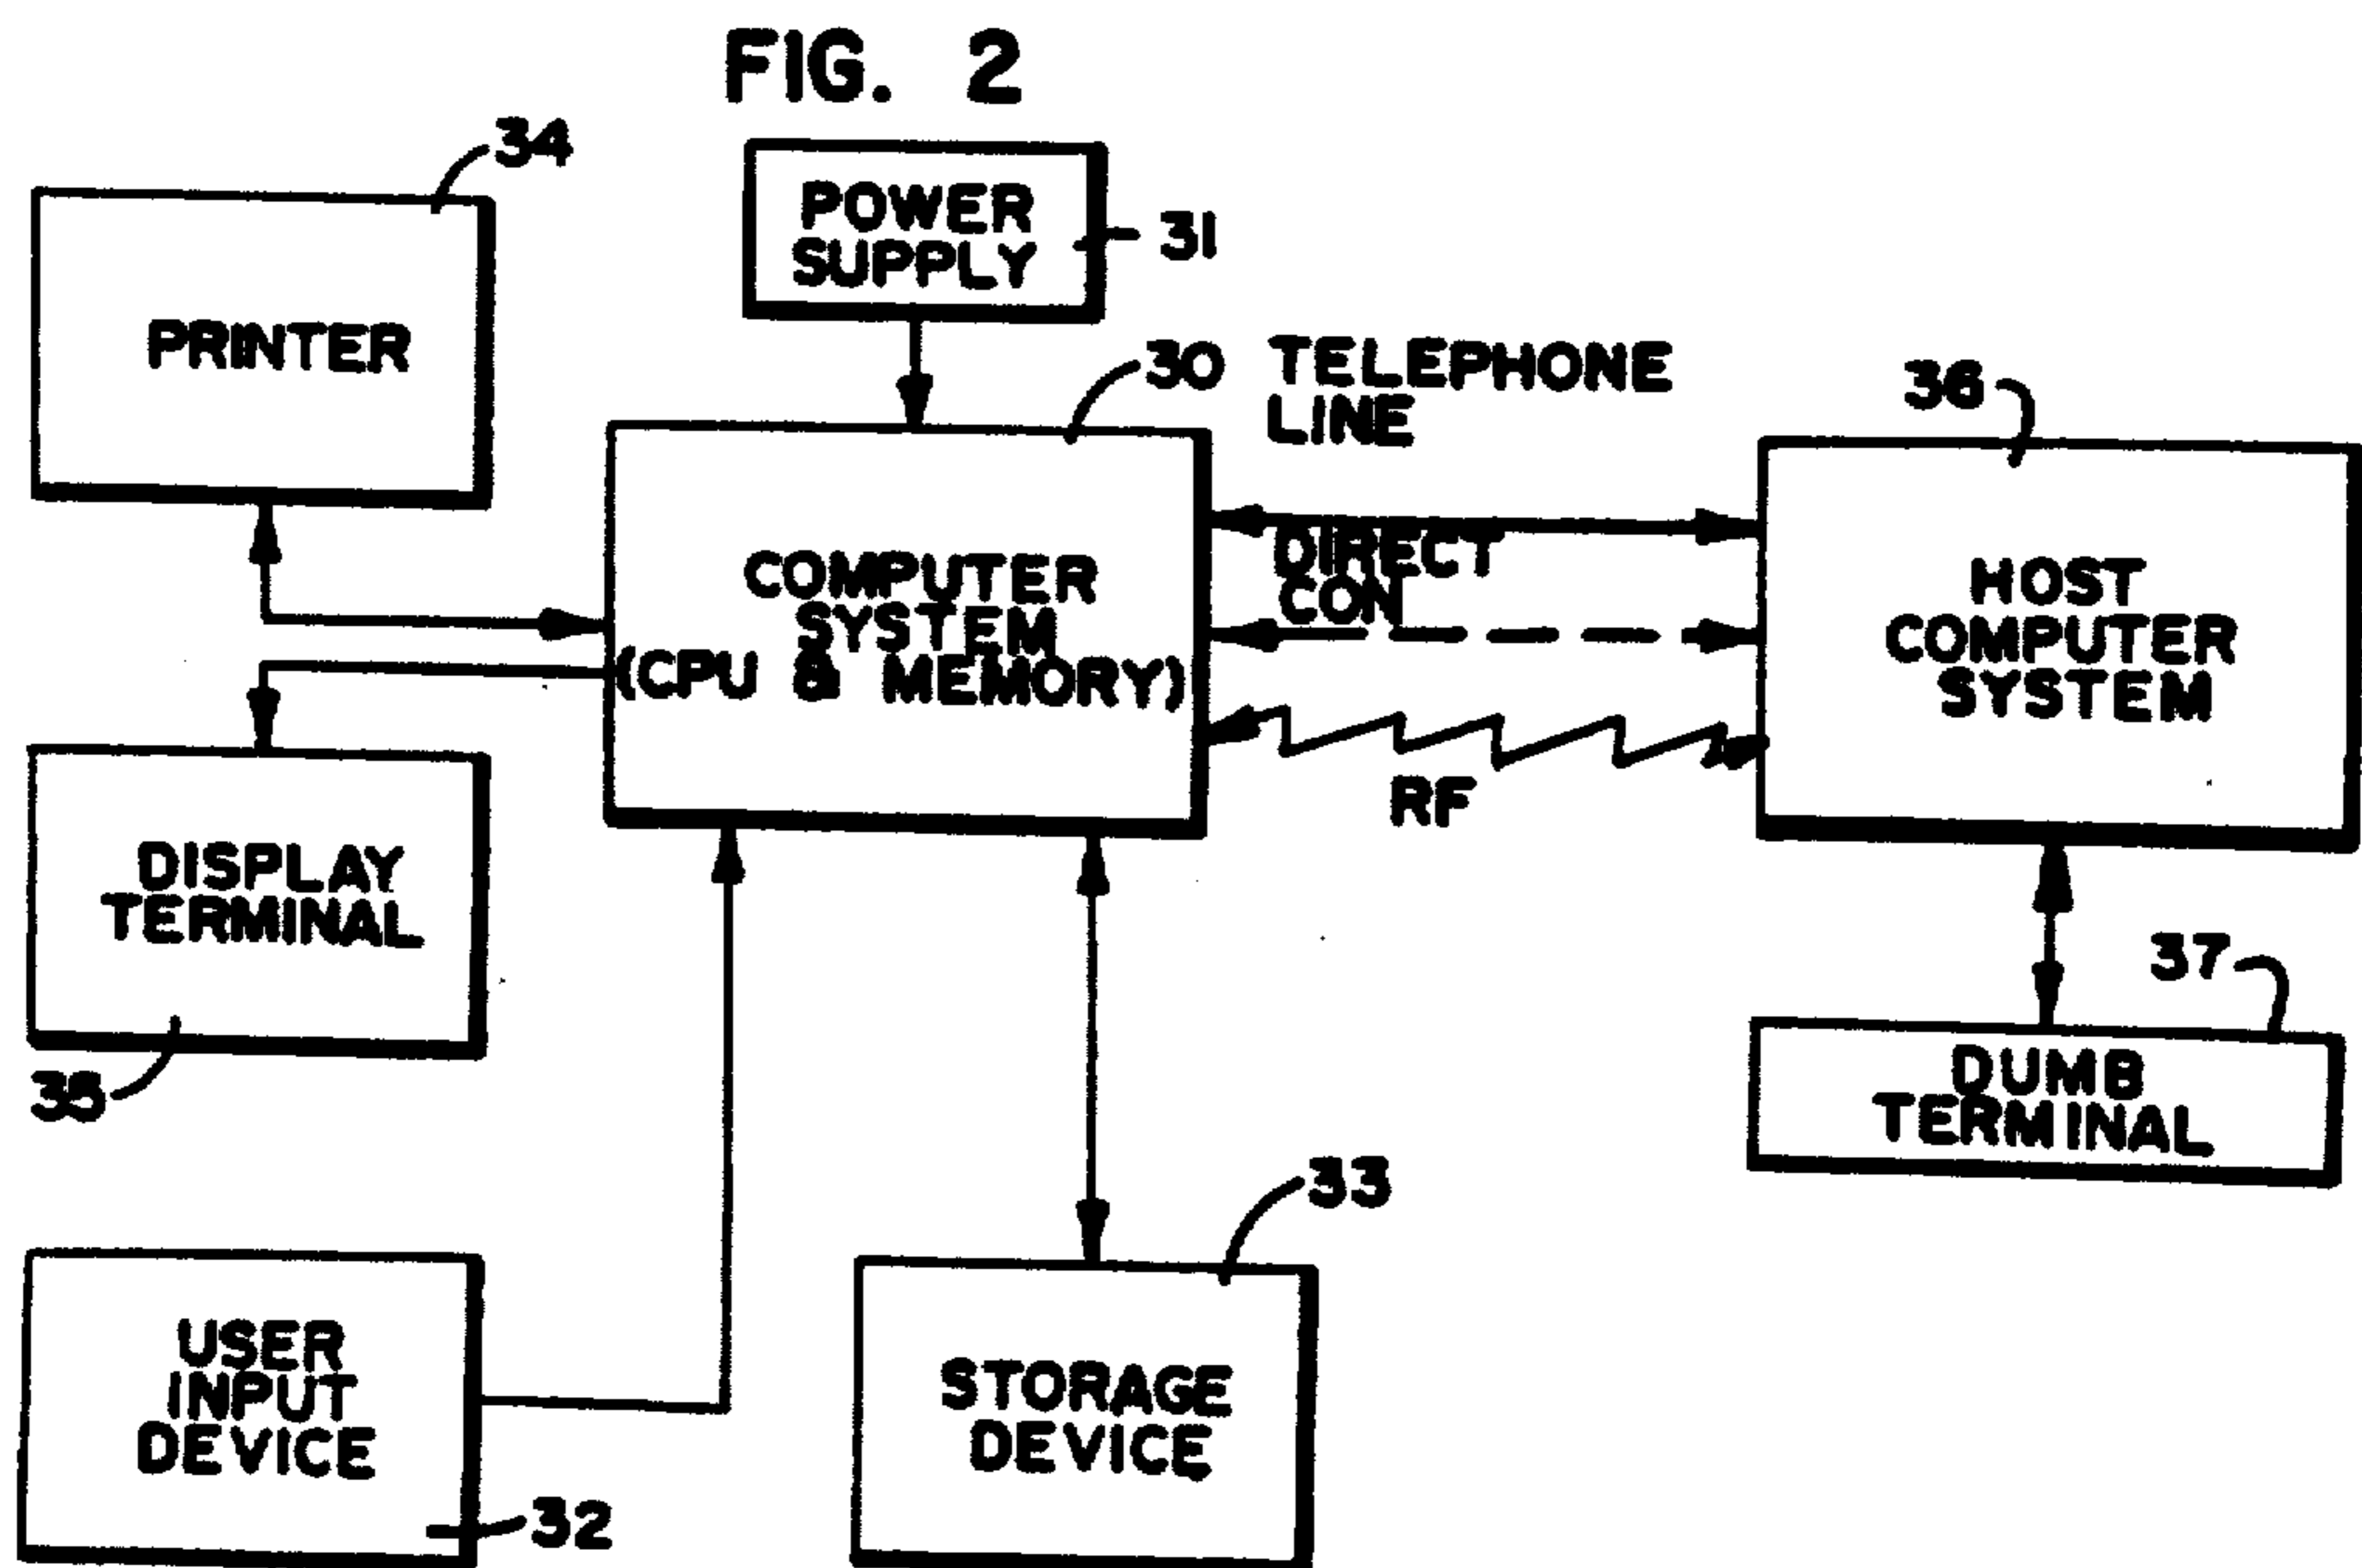 FIG. 2
34
POWER
SUPPLY
31
PRINTER
30
TELEPHONE
LINE
36
DIRECT
CON
COMPUTER
SYSTEM
(CPU & MEMORY)
HOST
COMPUTER
SYSTEM
RF
DISPLAY
TERMINAL
35
37
DUMB
TERMINAL
33
USER
INPUT
DEVICE
32
STORAGE
DEVICE